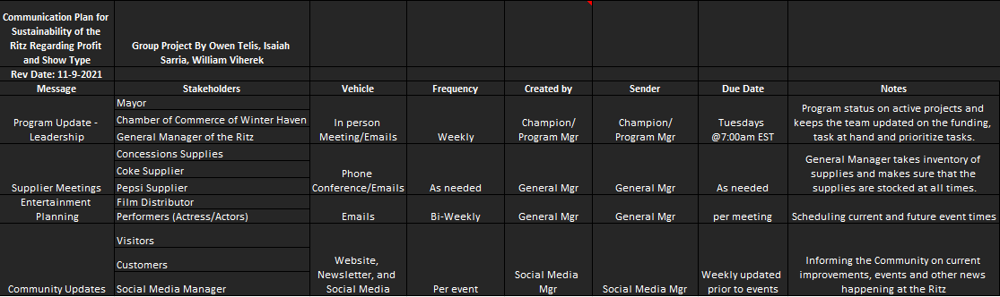 Communication Plan for
Sustainability of the
Ritz Regarding Profit
and Show Type
Group Project By Owen Telis, Isaiah
Sarria, William Viherek
Rev Date: 11-9-2021
Message
Stakeholders
Vehicle
Frequency
Created by
Sender
Due Date
Notes
Program Update -
Leadership
Mayor
Chamber of Commerce of Winter Haven
General Manager of the Ritz
In person
Meeting/Emails
Weekly
Champion/
Program Mgr
Champion/
Program Mgr
Tuesdays
@7:00am EST
Program status on active projects and
keeps the team updated on the funding,
task at hand and prioritize tasks.
Supplier Meetings
Concessions Supplies
Coke Supplier
Pepsi Supplier
Phone
Conference/Emails
As needed
General Mgr
General Mgr
As needed
General Manager takes inventory of
supplies and makes sure that the
supplies are stocked at all times.
Entertainment
Planning
Film Distributor
Performers (Actress/Actors)
Emails
Bi-Weekly
General Mgr
General Mgr
per meeting
Scheduling current and future event times
Community Updates
Visitors
Customers
Social Media Manager
Website,
Newsletter, and
Social Media
Per event
Social Media
Mgr
Social Media Mgr
Weekly updated
prior to events
Informing the Community on current
improvements, events and other news
happening at the Ritz